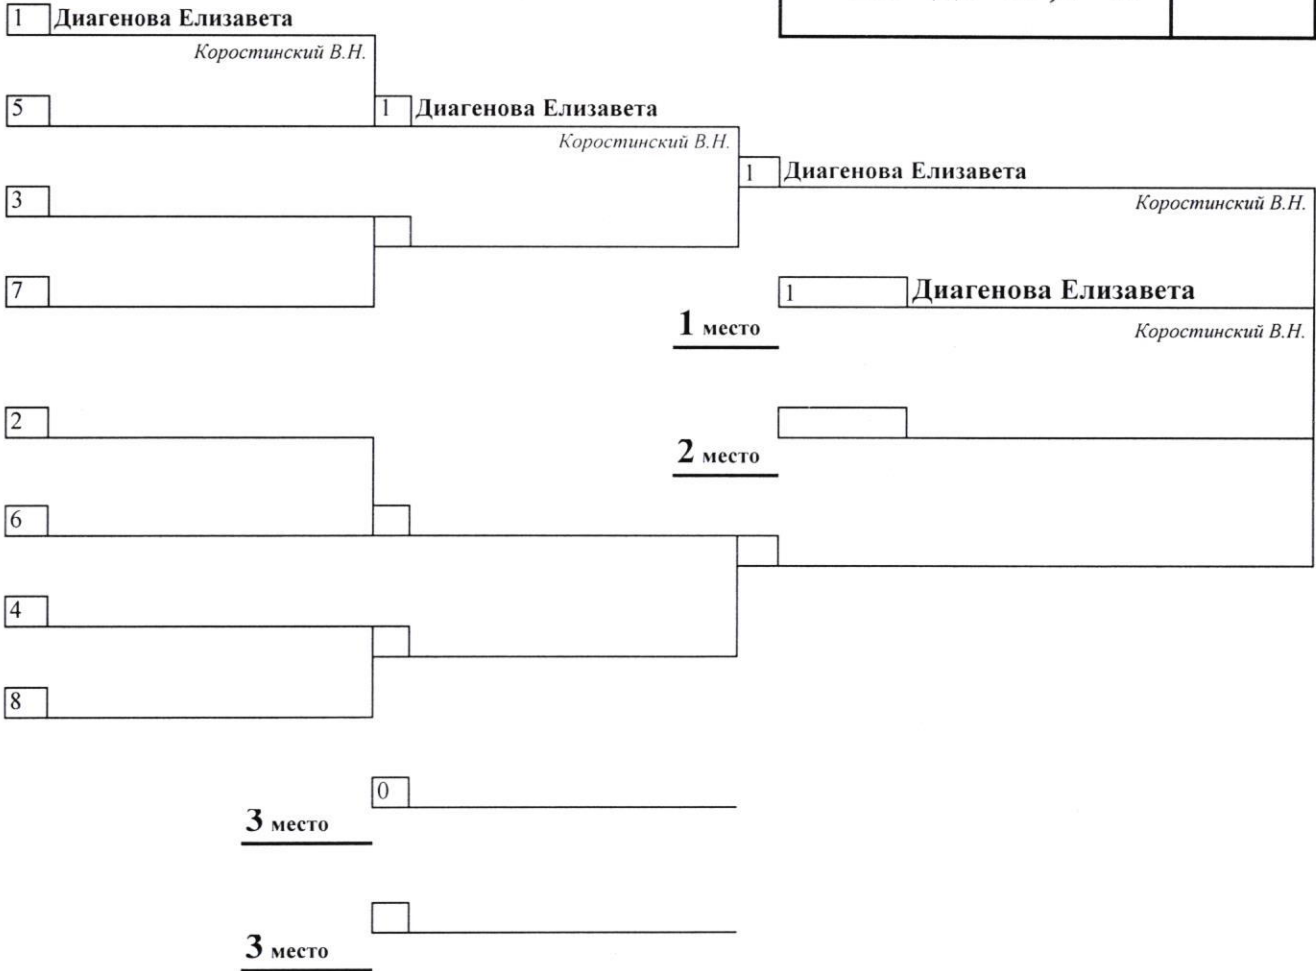 1 Диагенова Елизавета
Коростинский В.Н.
5
1 Диагенова Елизавета
Коростинский В.Н.
1 Диагенова Елизавета
Коростинский В.Н.
3
7
1 Диагенова Елизавета
1 место
Коростинский В.Н.
2
2 место
6
4
8
0
3 место
3 место